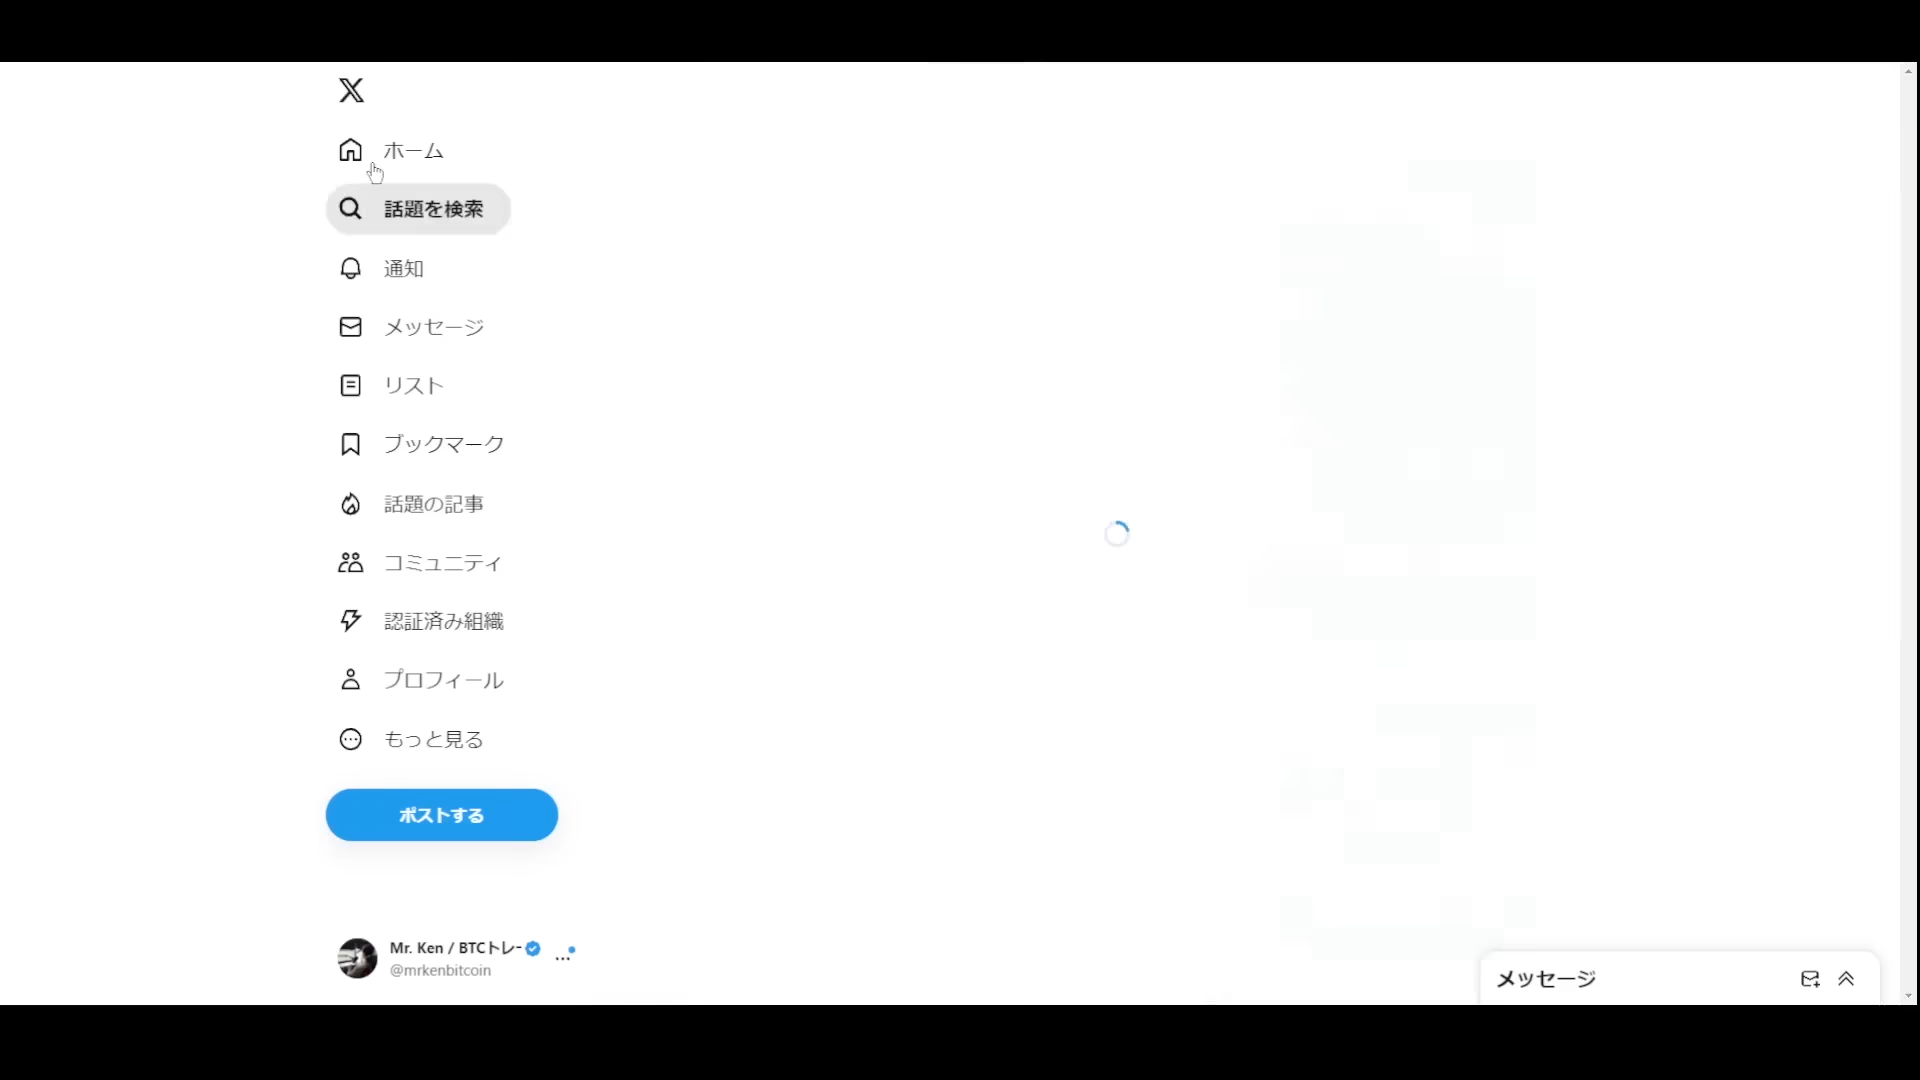 X
ホーム
話題を検索
通知
メッセージ
リスト
ブックマーク
話題の記事
コミュニティ
認証済み組織
プロフィール
もっと見る
ポストする
Mr. Ken / BTCトレー
@mrkenbitcoin
メッセージ